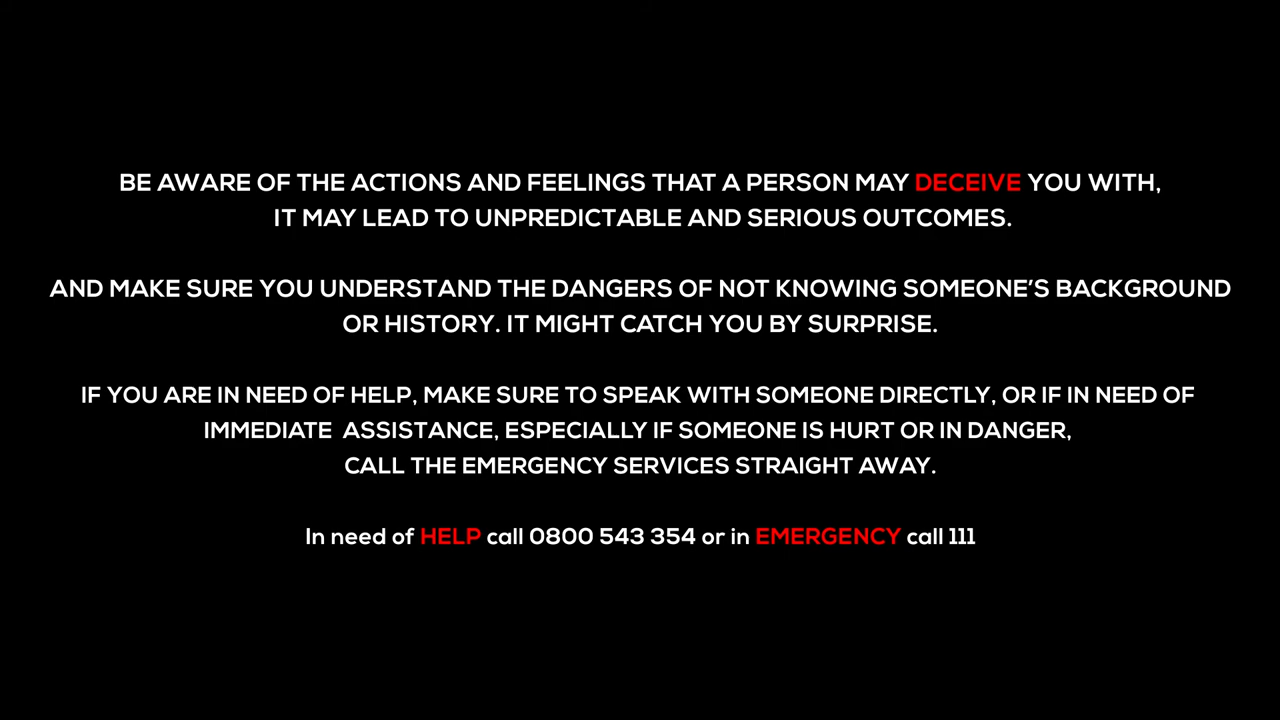 BE AWARE OF THE ACTIONS AND FEELINGS THAT A PERSON MAY DECEIVE YOU WITH,
IT MAY LEAD TO UNPREDICTABLE AND SERIOUS OUTCOMES.
AND MAKE SURE YOU UNDERSTAND THE DANGERS OF NOT KNOWING SOMEONE'S BACKGROUND
OR HISTORY. IT MIGHT CATCH YOU BY SURPRISE.
IF YOU ARE IN NEED OF HELP, MAKE SURE TO SPEAK WITH SOMEONE DIRECTLY, OR IF IN NEED OF
IMMEDIATE  ASSISTANCE, ESPECIALLY IF SOMEONE IS HURT OR IN DANGER,
CALL THE EMERGENCY SERVICES STRAIGHT AWAY.
In need of HELP call 0800 543 354 or in EMERGENCY call 111